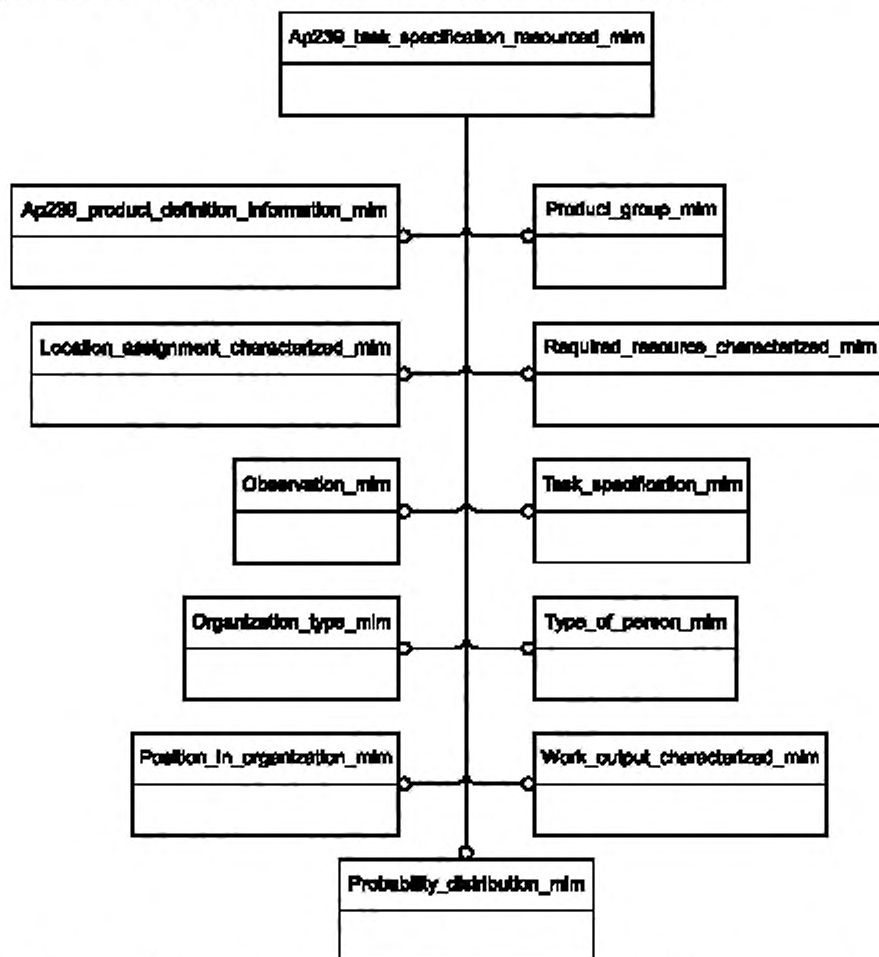 Ap239_task_specification_resourced_mim
Ap239_product_definition_information_mim
Product_group_mim
Location_assignment_characterized_mim
Required_resource_characterized_mim
Observation_mim
Task_specification_mim
Organization_type_mim
Type_of_person_mim
Position_in_organization_mim
Work_output_characterized_mim
Probability_distribution_mim